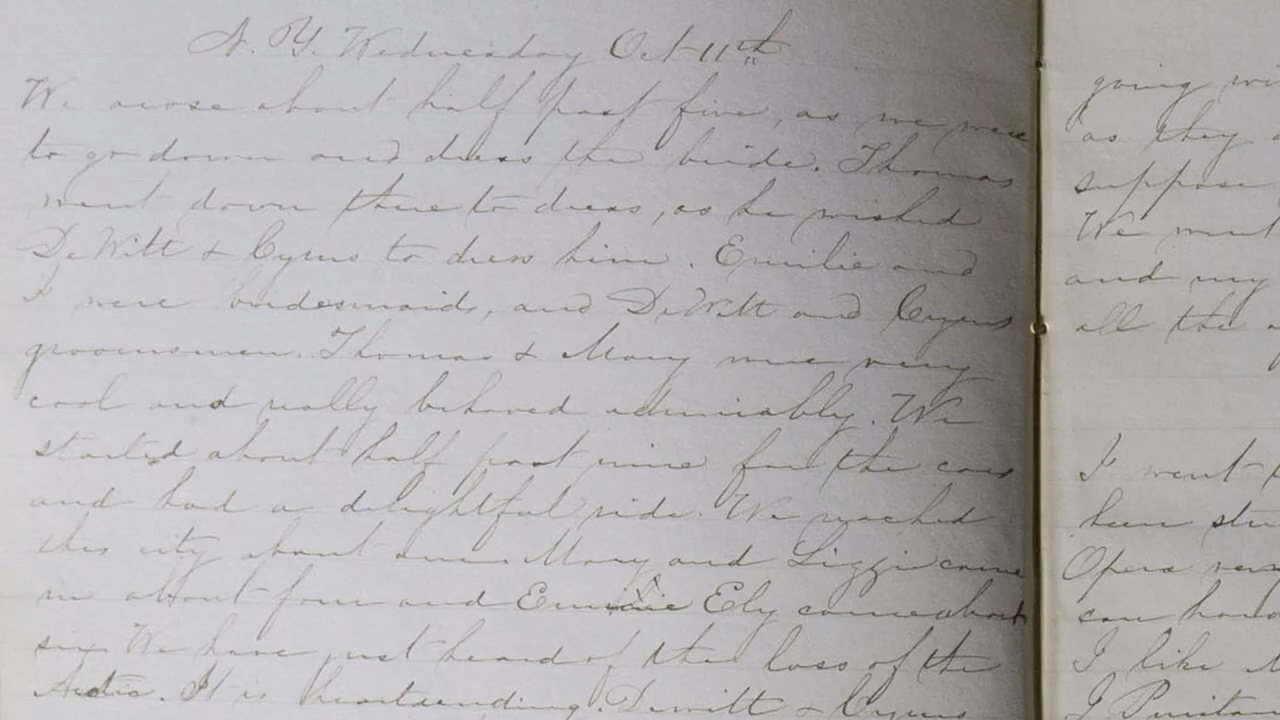 N. Y. Wednesday Oct 11th
We arose about half past five, as we were
to go down and dress the bride. Thomas
went down there to dress, as he wished
DeWitt & Cyrus to dress him. Emilie and
I were bridesmaids, and DeWitt and Cyrus
groomsmen. Thomas & Mary were very
cool and really behaved admirably. We
started about half past nine for the cars
and had a delightful ride. We reached
this city about one. Mary and Lizzie came
in about four and Emilie Ely came about
six. We have just heard of the loss of the
Arctic. It is heartrending. Dewitt & Cyrus
going
as they
suppose
We went
and my
all the
I went
been
Opera
can
I like
I Puritan